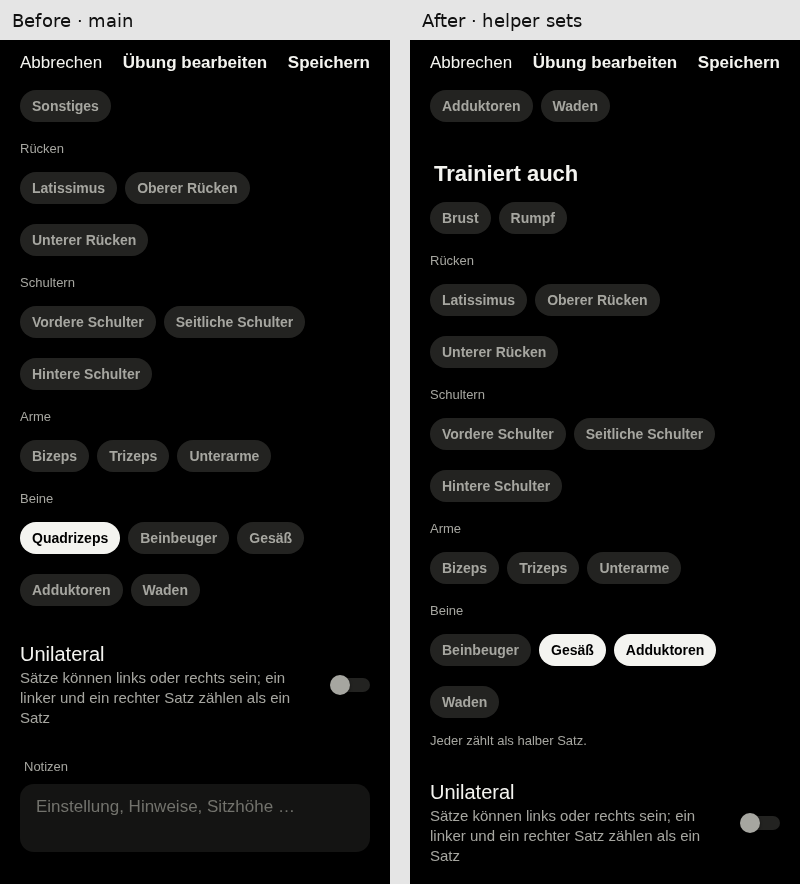 Before · main
Abbrechen Übung bearbeiten Speichern
Sonstiges
Rücken
Latissimus Oberer Rücken
Unterer Rücken
Schultern
Vordere Schulter Seitliche Schulter
Hintere Schulter
Arme
Bizeps Trizeps Unterarme
Beine
Quadrizeps Beinbeuger Gesäß
Adduktoren Waden
Unilateral
Sätze können links oder rechts sein; ein
linker und ein rechter Satz zählen als ein
Satz
Notizen
Einstellung, Hinweise, Sitzhöhe …
After · helper sets
Abbrechen Übung bearbeiten Speichern
Adduktoren Waden
Trainiert auch
Brust Rumpf
Rücken
Latissimus Oberer Rücken
Unterer Rücken
Schultern
Vordere Schulter Seitliche Schulter
Hintere Schulter
Arme
Bizeps Trizeps Unterarme
Beine
Beinbeuger Gesäß Adduktoren
Waden
Jeder zählt als halber Satz.
Unilateral
Sätze können links oder rechts sein; ein
linker und ein rechter Satz zählen als ein
Satz